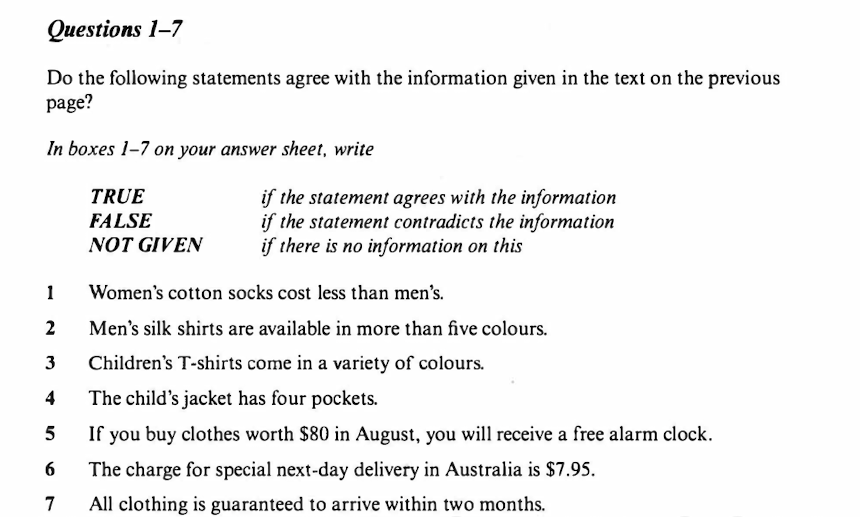 Questions 1–7
Do the following statements agree with the information given in the text on the previous
page?
In boxes 1–7 on your answer sheet, write
TRUE if the statement agrees with the information
FALSE if the statement contradicts the information
NOT GIVEN if there is no information on this
1 Women's cotton socks cost less than men's.
2 Men's silk shirts are available in more than five colours.
3 Children's T-shirts come in a variety of colours.
4 The child's jacket has four pockets.
5 If you buy clothes worth $80 in August, you will receive a free alarm clock.
6 The charge for special next-day delivery in Australia is $7.95.
7 All clothing is guaranteed to arrive within two months.